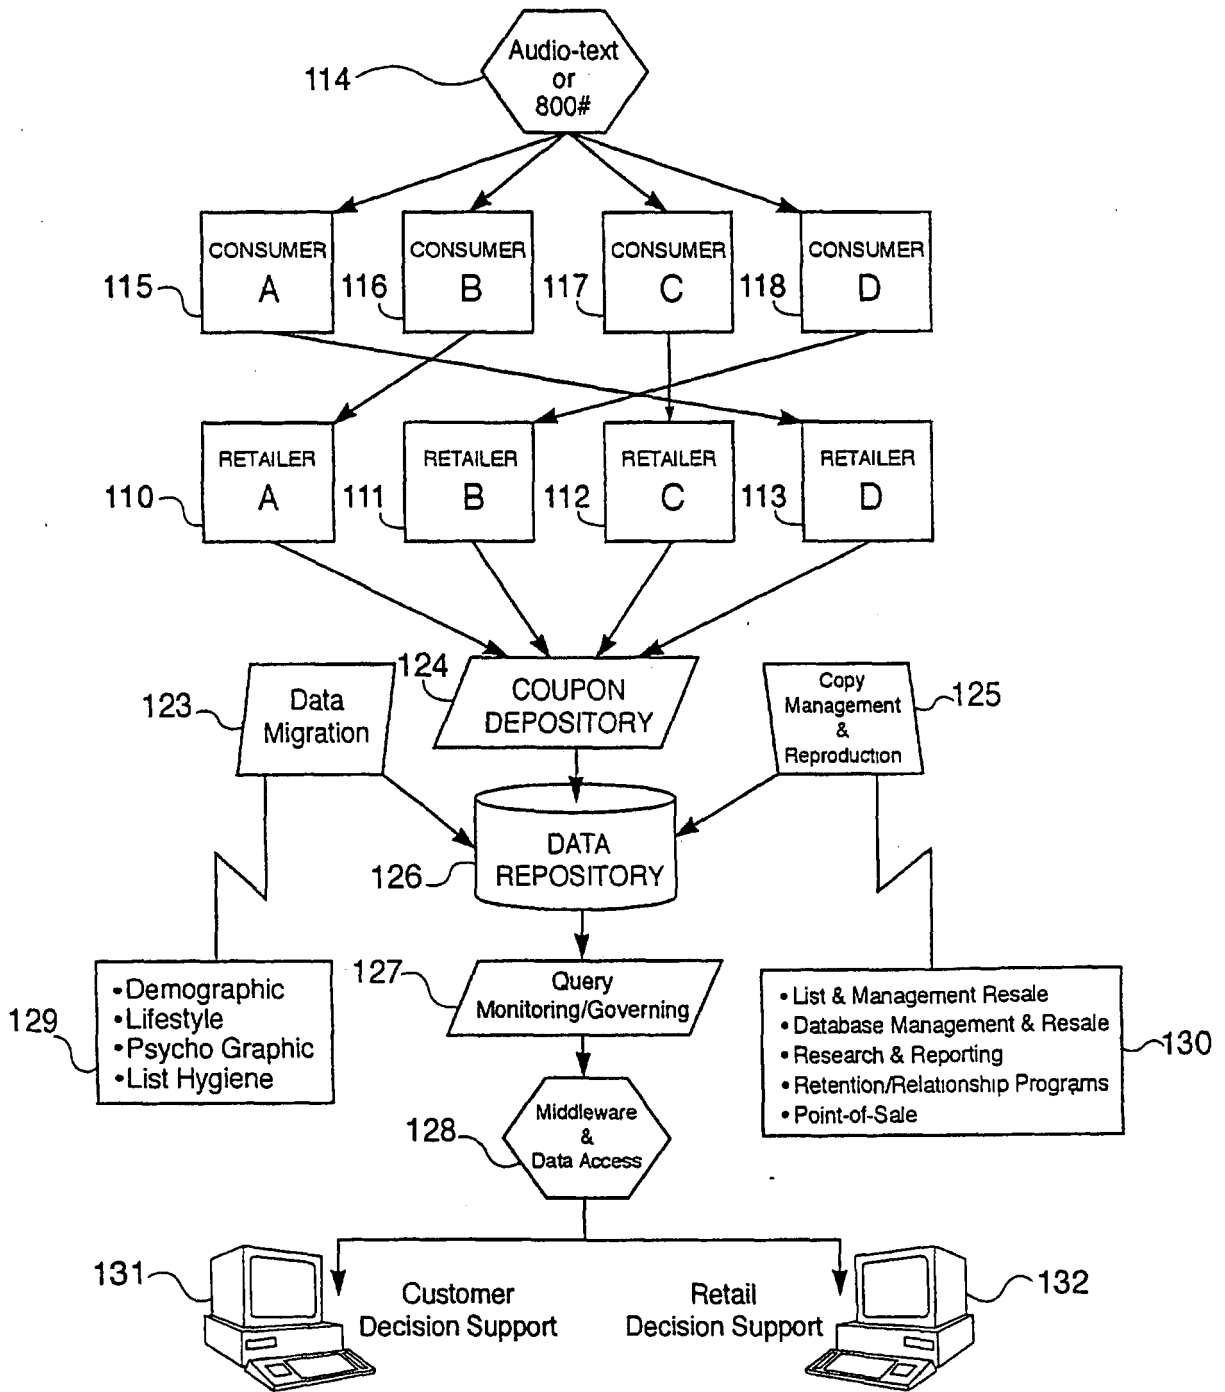 Audio-text
or
800#
114
CONSUMER
A
CONSUMER
B
CONSUMER
C
CONSUMER
D
115
116
117
118
RETAILER
A
RETAILER
B
RETAILER
C
RETAILER
D
110
111
112
113
124
COUPON
DEPOSITORY
123
Data
Migration
Copy
Management
&
Reproduction
125
DATA
REPOSITORY
126
127
Query
Monitoring/Governing
129
•Demographic
•Lifestyle
•Psycho Graphic
•List Hygiene
• List & Management Resale
• Database Management & Resale
• Research & Reporting
• Retention/Relationship Programs
• Point-of-Sale
130
128
Middleware
&
Data Access
131
Customer
Decision Support
Retail
Decision Support
132